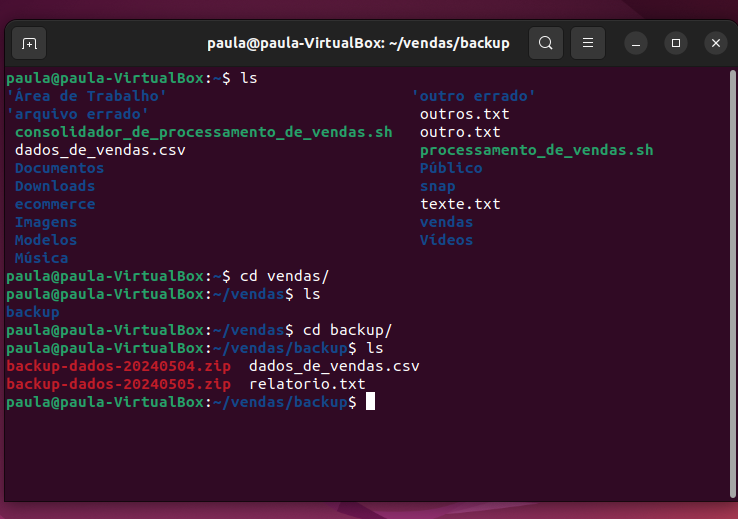 paula@paula-VirtualBox: ~/vendas/backup
paula@paula-VirtualBox:~$ ls
'Área de Trabalho' 'outro errado'
'arquivo errado' outros.txt
consolidador_de_processamento_de_vendas.sh outro.txt
dados_de_vendas.csv processamento_de_vendas.sh
Documentos Público
Downloads snap
ecommerce texte.txt
Imagens vendas
Modelos Vídeos
Música
paula@paula-VirtualBox:~$ cd vendas/
paula@paula-VirtualBox:~/vendas$ ls
backup
paula@paula-VirtualBox:~/vendas$ cd backup/
paula@paula-VirtualBox:~/vendas/backup$ ls
backup-dados-20240504.zip dados_de_vendas.csv
backup-dados-20240505.zip relatorio.txt
paula@paula-VirtualBox:~/vendas/backup$